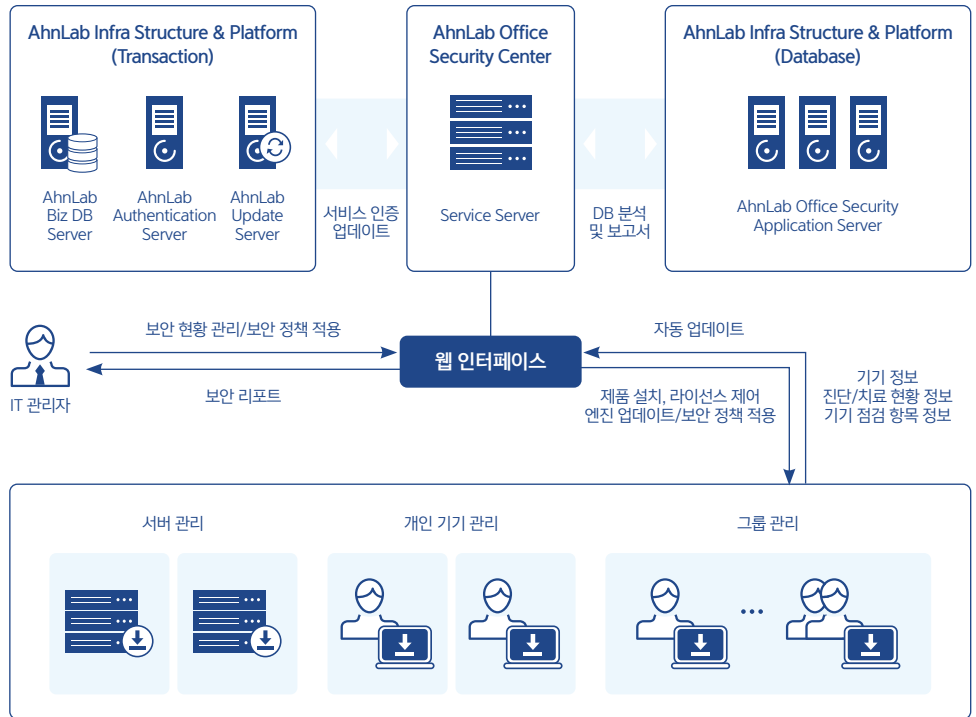 AhnLab Infra Structure & Platform
(Transaction)
AhnLab
Biz DB
Server
AhnLab
Authentication
Server
AhnLab
Update
Server
서비스 인증
업데이트
AhnLab Office
Security Center
Service Server
DB 분석
및 보고서
AhnLab Infra Structure & Platform
(Database)
AhnLab Office Security
Application Server
IT 관리자
보안 현황 관리/보안 정책 적용
보안 리포트
웹 인터페이스
자동 업데이트
제품 설치, 라이선스 제어
엔진 업데이트/보안 정책 적용
기기 정보
진단/치료 현황 정보
기기 점검 항목 정보
서버 관리
개인 기기 관리
그룹 관리